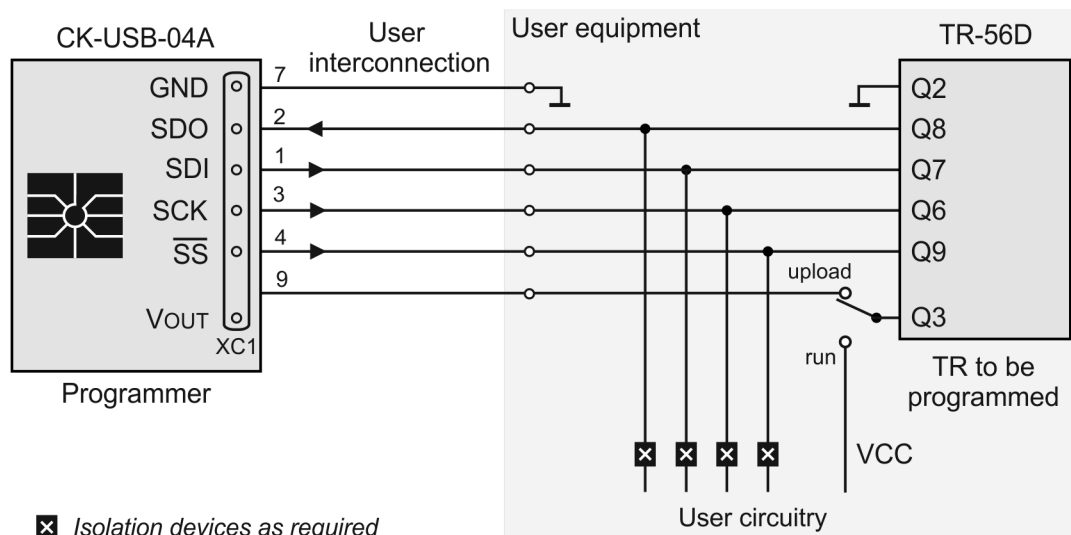 CK-USB-04A
User
interconnection
User equipment
TR-56D
GND
7
Q2
SDO
2
Q8
SDI
1
Q7
SCK
3
Q6
SS
4
Q9
9
upload
VOUT
Q3
XC1
run
Programmer
TR to be
programmed
VCC
User circuitry
Isolation devices as required